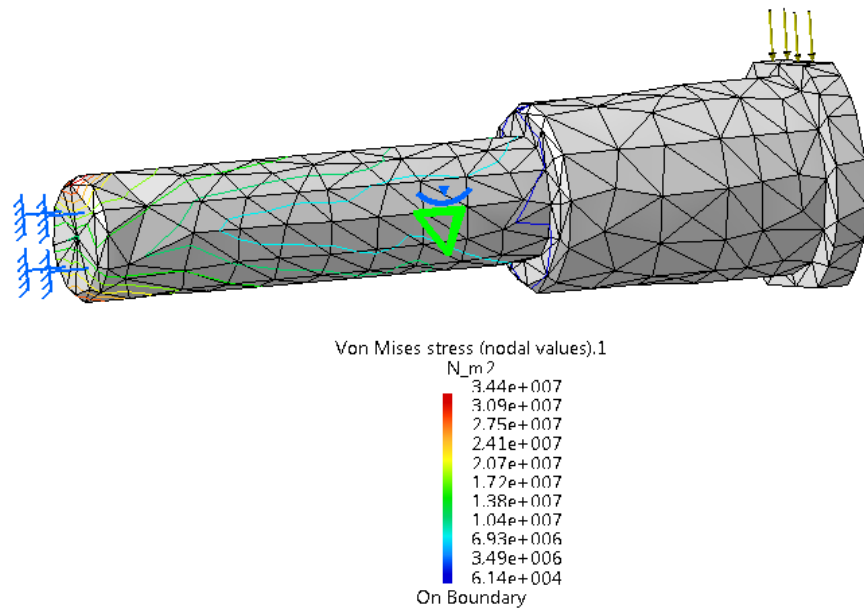 Von Mises stress (nodal values).1
N_m2
3.44e+007
3.09e+007
2.75e+007
2.41e+007
2.07e+007
1.72e+007
1.38e+007
1.04e+007
6.93e+006
3.49e+006
6.14e+004
On Boundary